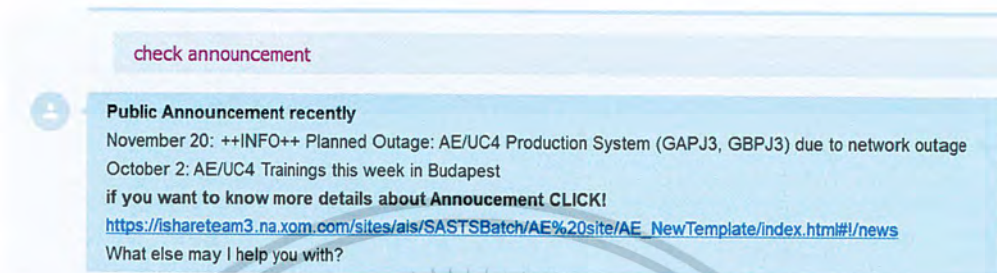 check announcement
Public Announcement recently
November 20: ++INFO++ Planned Outage: AE/UC4 Production System (GAPJ3, GBPJ3) due to network outage
October 2: AE/UC4 Trainings this week in Budapest
if you want to know more details about Annoucement CLICK!
https://ishareteam3.na.xom.com/sites/ais/SASTSBatch/AE%20site/AE_NewTemplate/index.html#!/news
What else may I help you with?